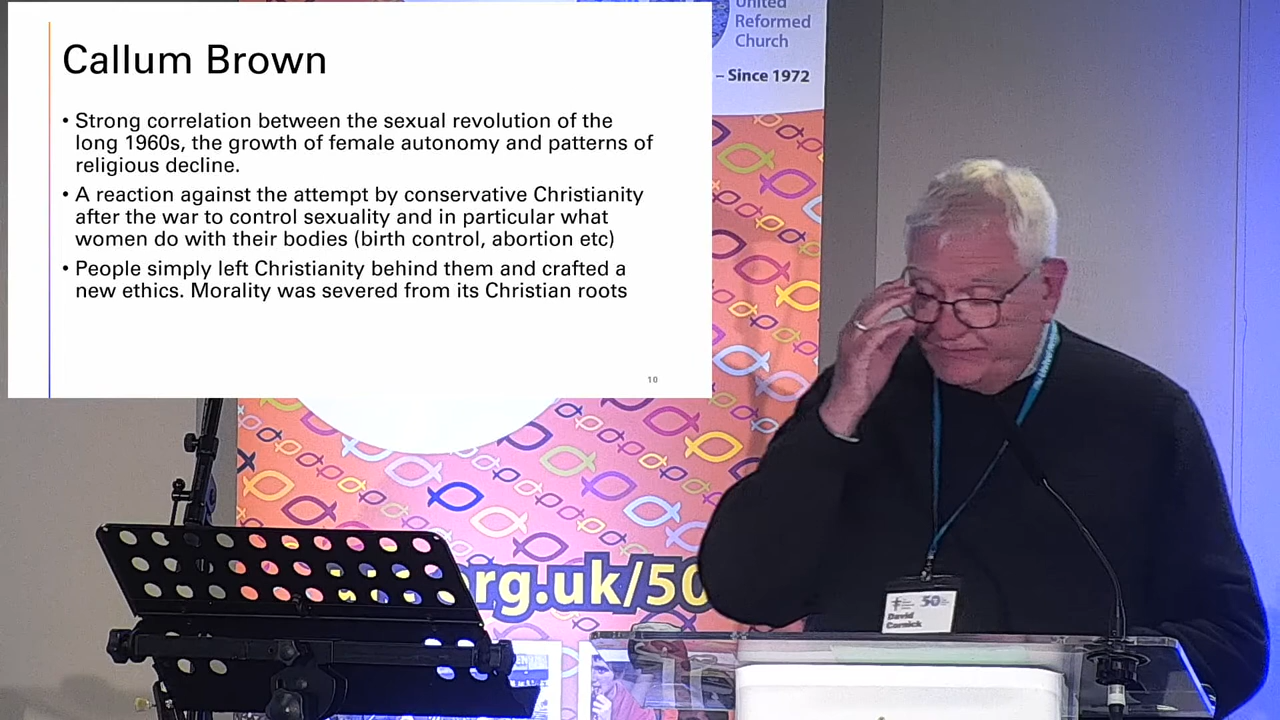 Callum Brown
• Strong correlation between the sexual revolution of the
long 1960s, the growth of female autonomy and patterns of
religious decline.
• A reaction against the attempt by conservative Christianity
after the war to control sexuality and in particular what
women do with their bodies (birth control, abortion etc)
• People simply left Christianity behind them and crafted a
new ethics. Morality was severed from its Christian roots
10
United
Reformed
Church
– Since 1972
org.uk/50
50
David
Cornick